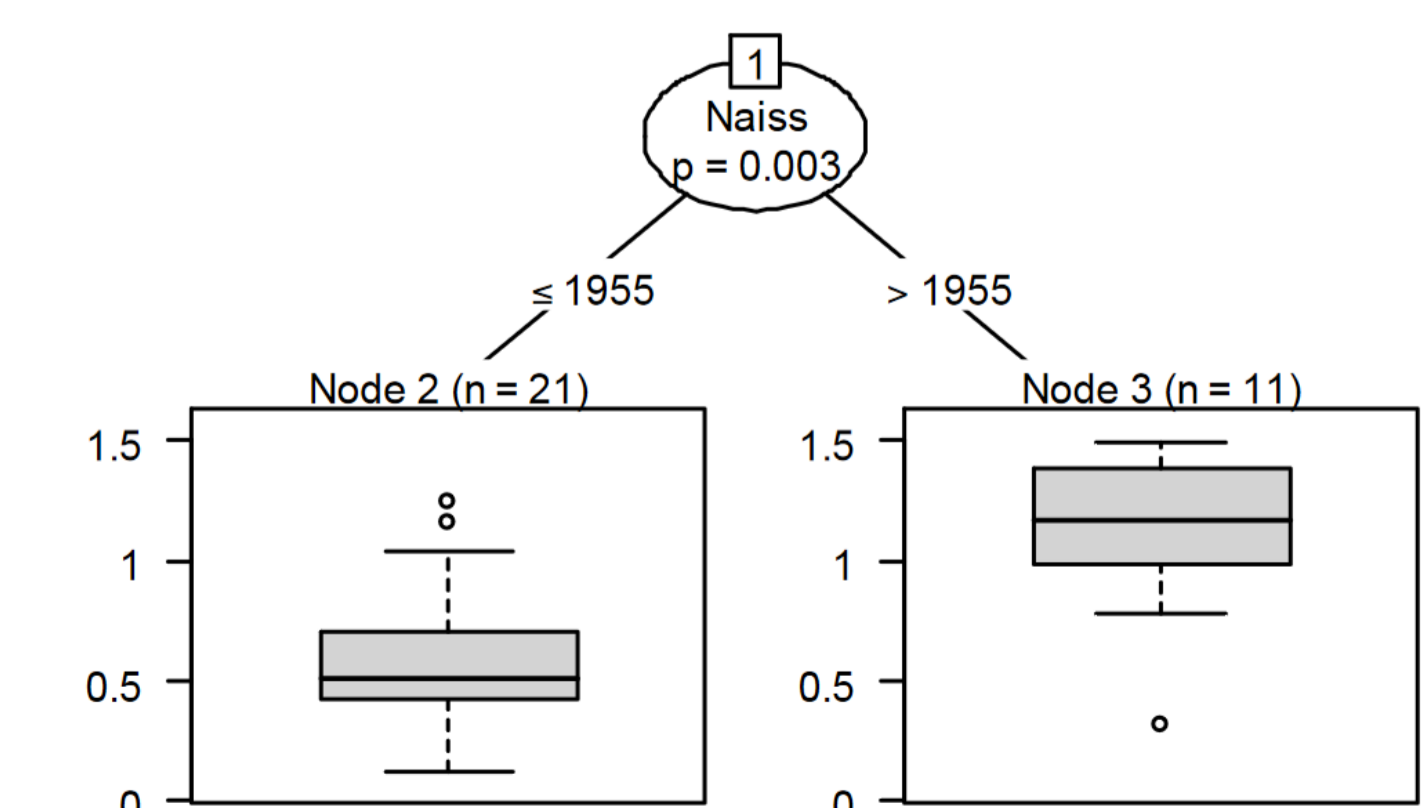 1
Naiss
p = 0.003
≤ 1955
> 1955
Node 2 (n = 21)
Node 3 (n = 11)
1.5
1
0.5
0
1.5
1
0.5
0